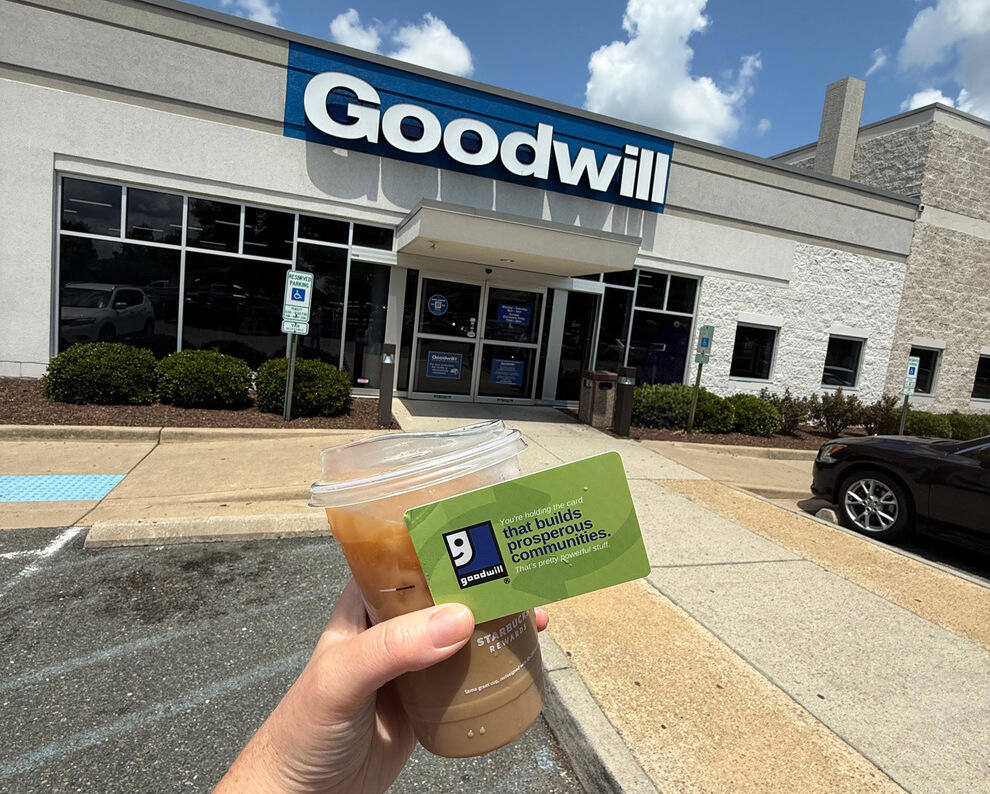 Goodwill
RESERVED
PARKING
Goodwill
You're holding the card
that builds
prosperous
communities.
That's pretty powerful stuff.
g
goodwill®
STARBUCKS
REWARDS